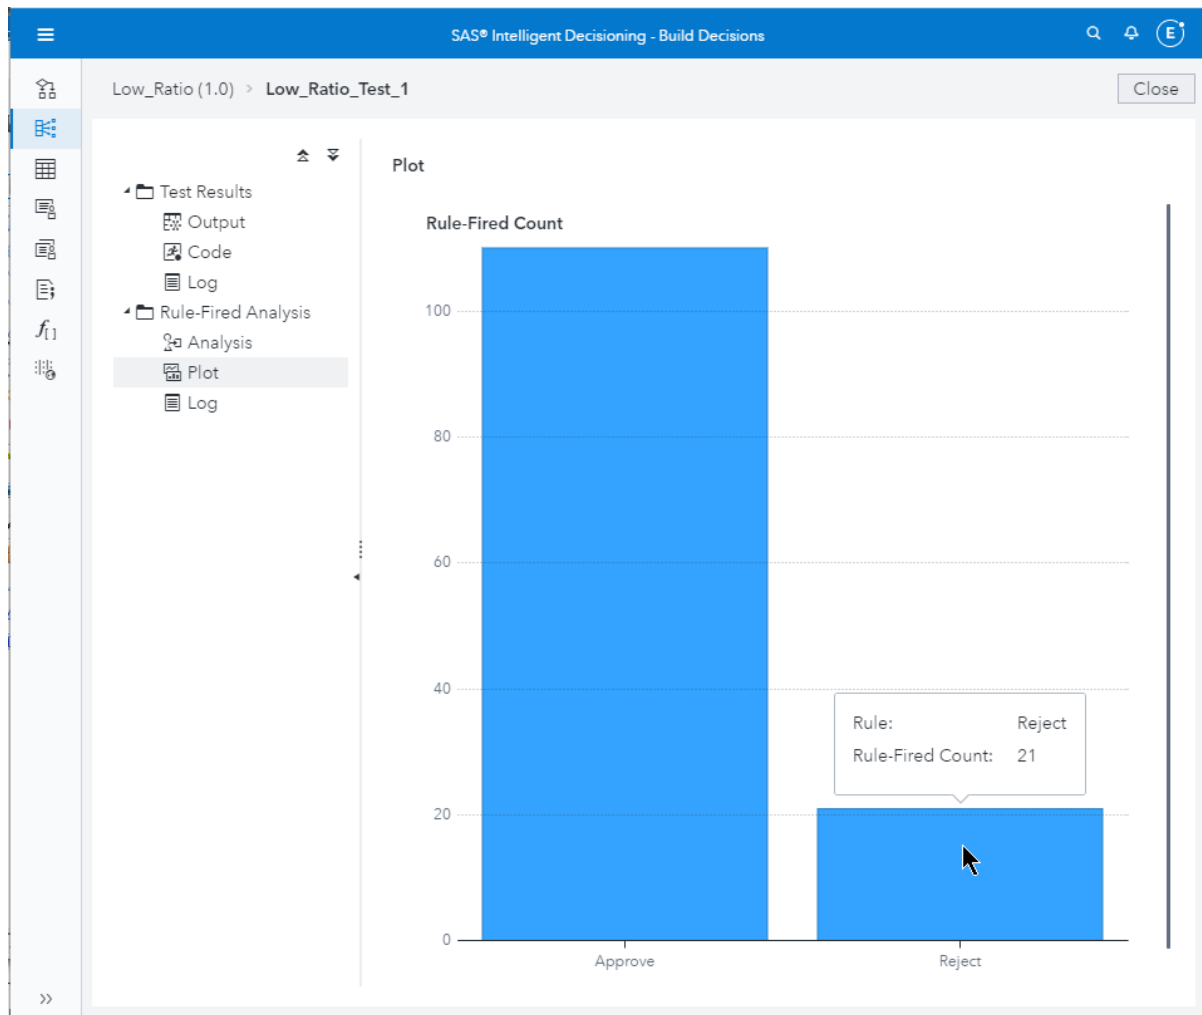 SAS® Intelligent Decisioning - Build Decisions
E
Low_Ratio (1.0) > Low_Ratio_Test_1
Close
Test Results
Output
Code
Log
Rule-Fired Analysis
Analysis
Plot
Log
Plot
Rule-Fired Count
100
80
60
40
20
0
Rule: Reject
Rule-Fired Count: 21
Approve
Reject